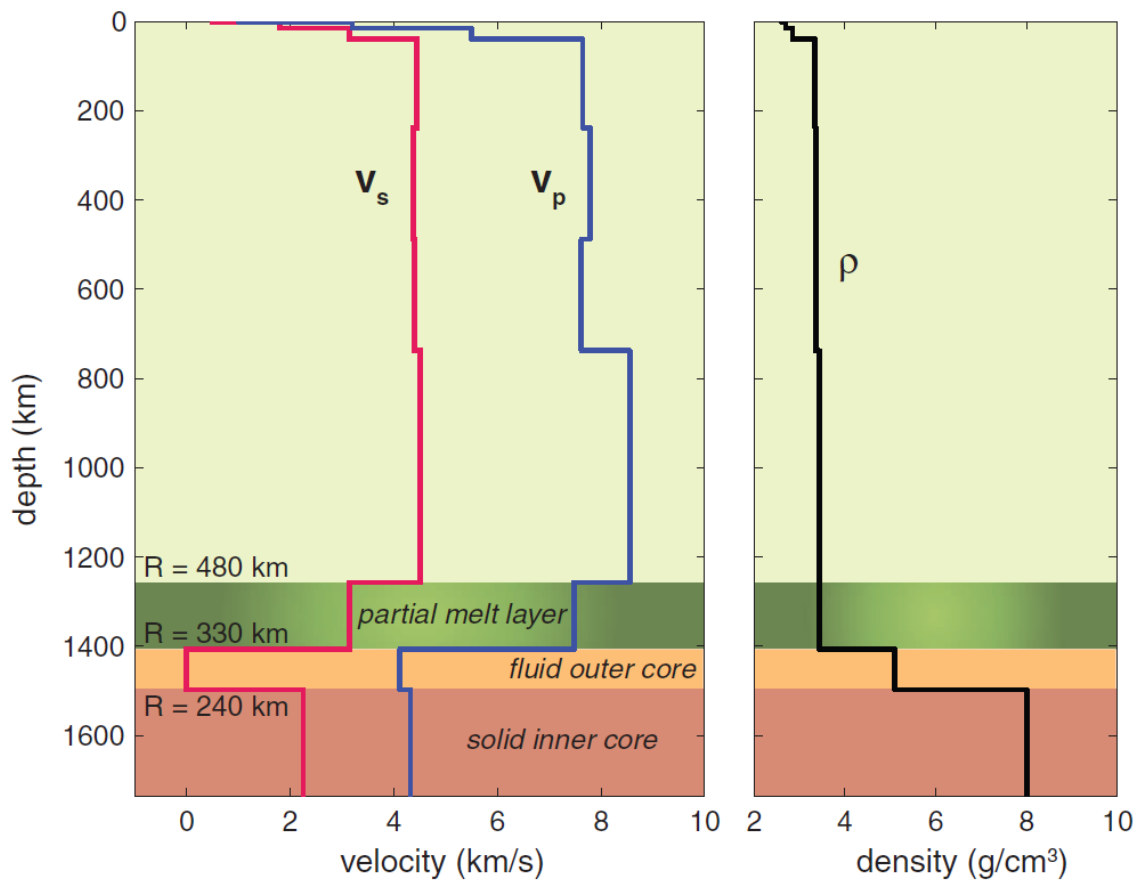 0
200
400
600
800
1000
1200
1400
1600
depth (km)
Vs
Vp
ρ
R = 480 km
partial melt layer
R = 330 km
fluid outer core
R = 240 km
solid inner core
0 2 4 6 8 10
velocity (km/s)
2 4 6 8 10
density (g/cm³)